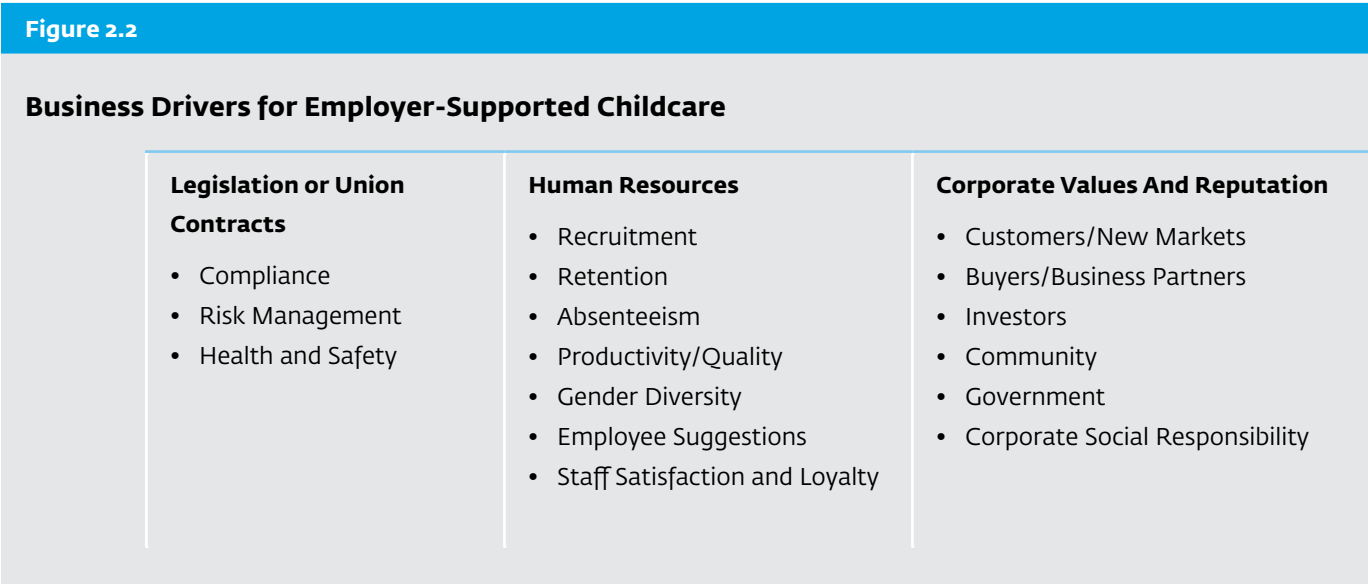 Figure 2.2
Business Drivers for Employer-Supported Childcare
Legislation or Union
Contracts
• Compliance
• Risk Management
• Health and Safety
Human Resources
• Recruitment
• Retention
• Absenteeism
• Productivity/Quality
• Gender Diversity
• Employee Suggestions
• Staff Satisfaction and Loyalty
Corporate Values And Reputation
• Customers/New Markets
• Buyers/Business Partners
• Investors
• Community
• Government
• Corporate Social Responsibility